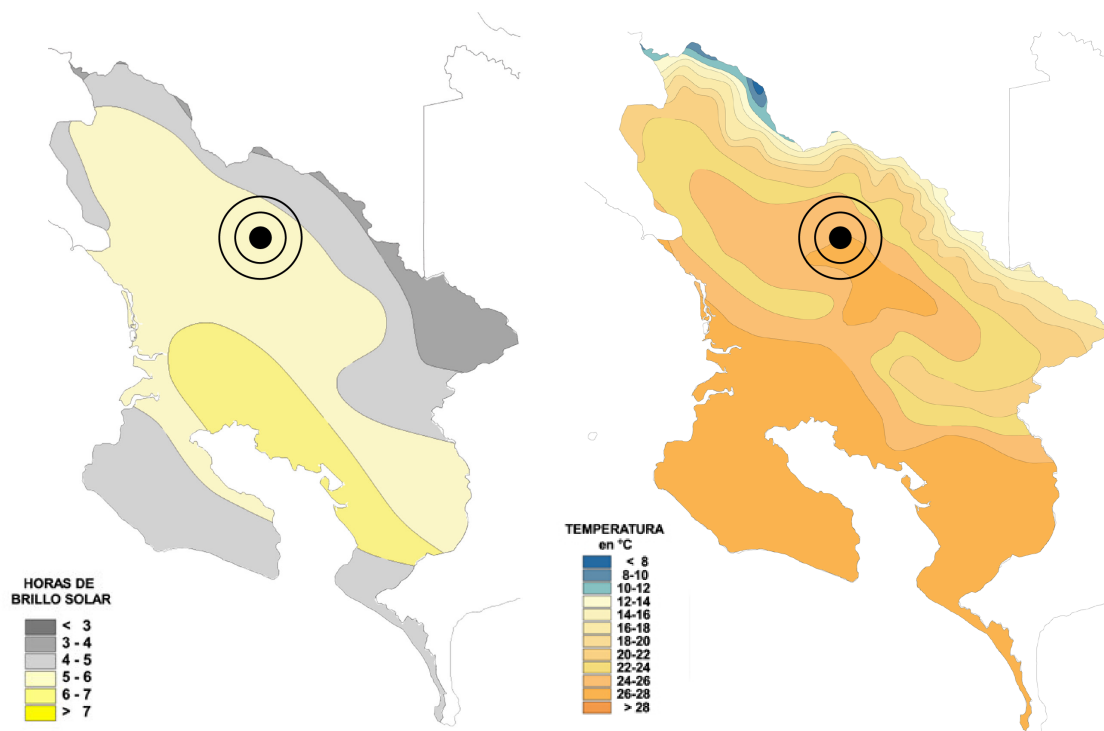 HORAS DE
BRILLO SOLAR
< 3
3 - 4
4 - 5
5 - 6
6 - 7
> 7
TEMPERATURA
en °C
< 8
8-10
10-12
12-14
14-16
16-18
18-20
20-22
22-24
24-26
26-28
> 28